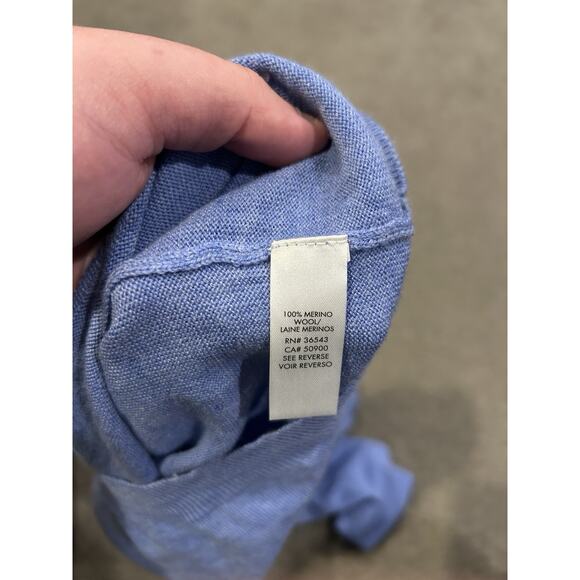 100% MERINO
WOOL/
LAINE MERINOS
RN# 36543
CA# 50900
SEE REVERSE
VOIR REVERSO